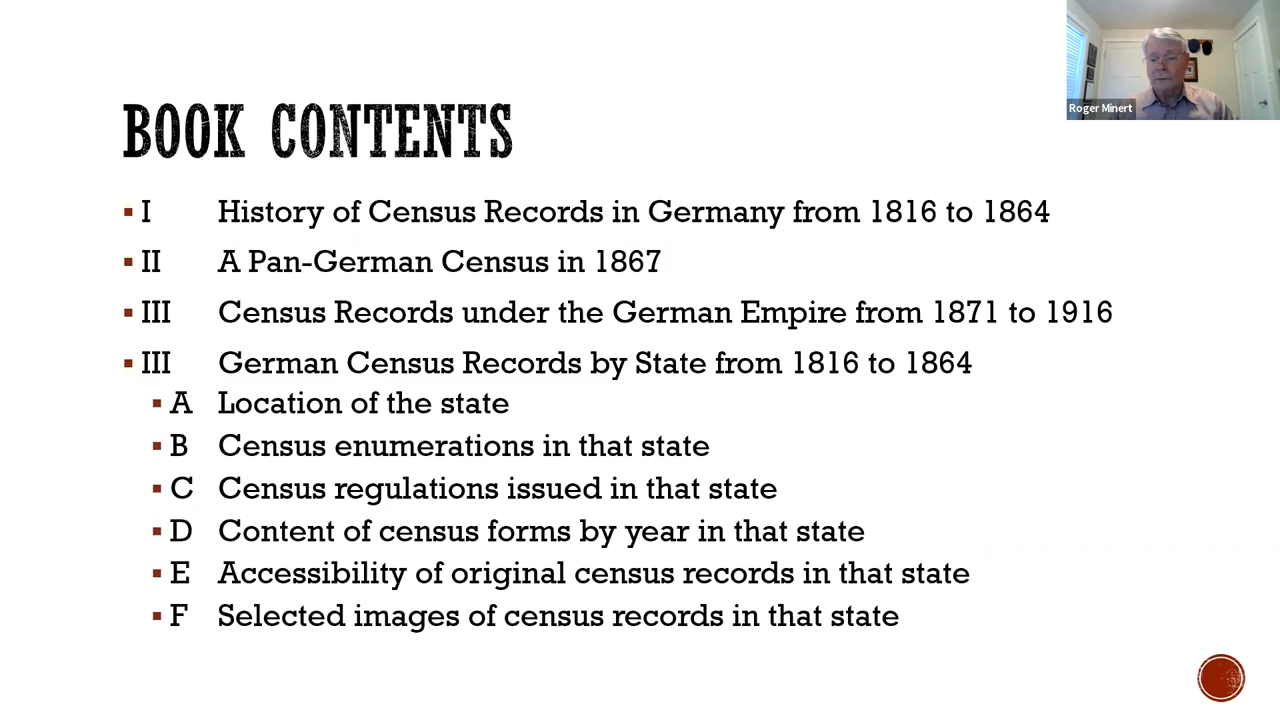 Roger Minert
BOOK CONTENTS
I History of Census Records in Germany from 1816 to 1864
II A Pan-German Census in 1867
III Census Records under the German Empire from 1871 to 1916
III German Census Records by State from 1816 to 1864
A Location of the state
B Census enumerations in that state
C Census regulations issued in that state
D Content of census forms by year in that state
E Accessibility of original census records in that state
F Selected images of census records in that state